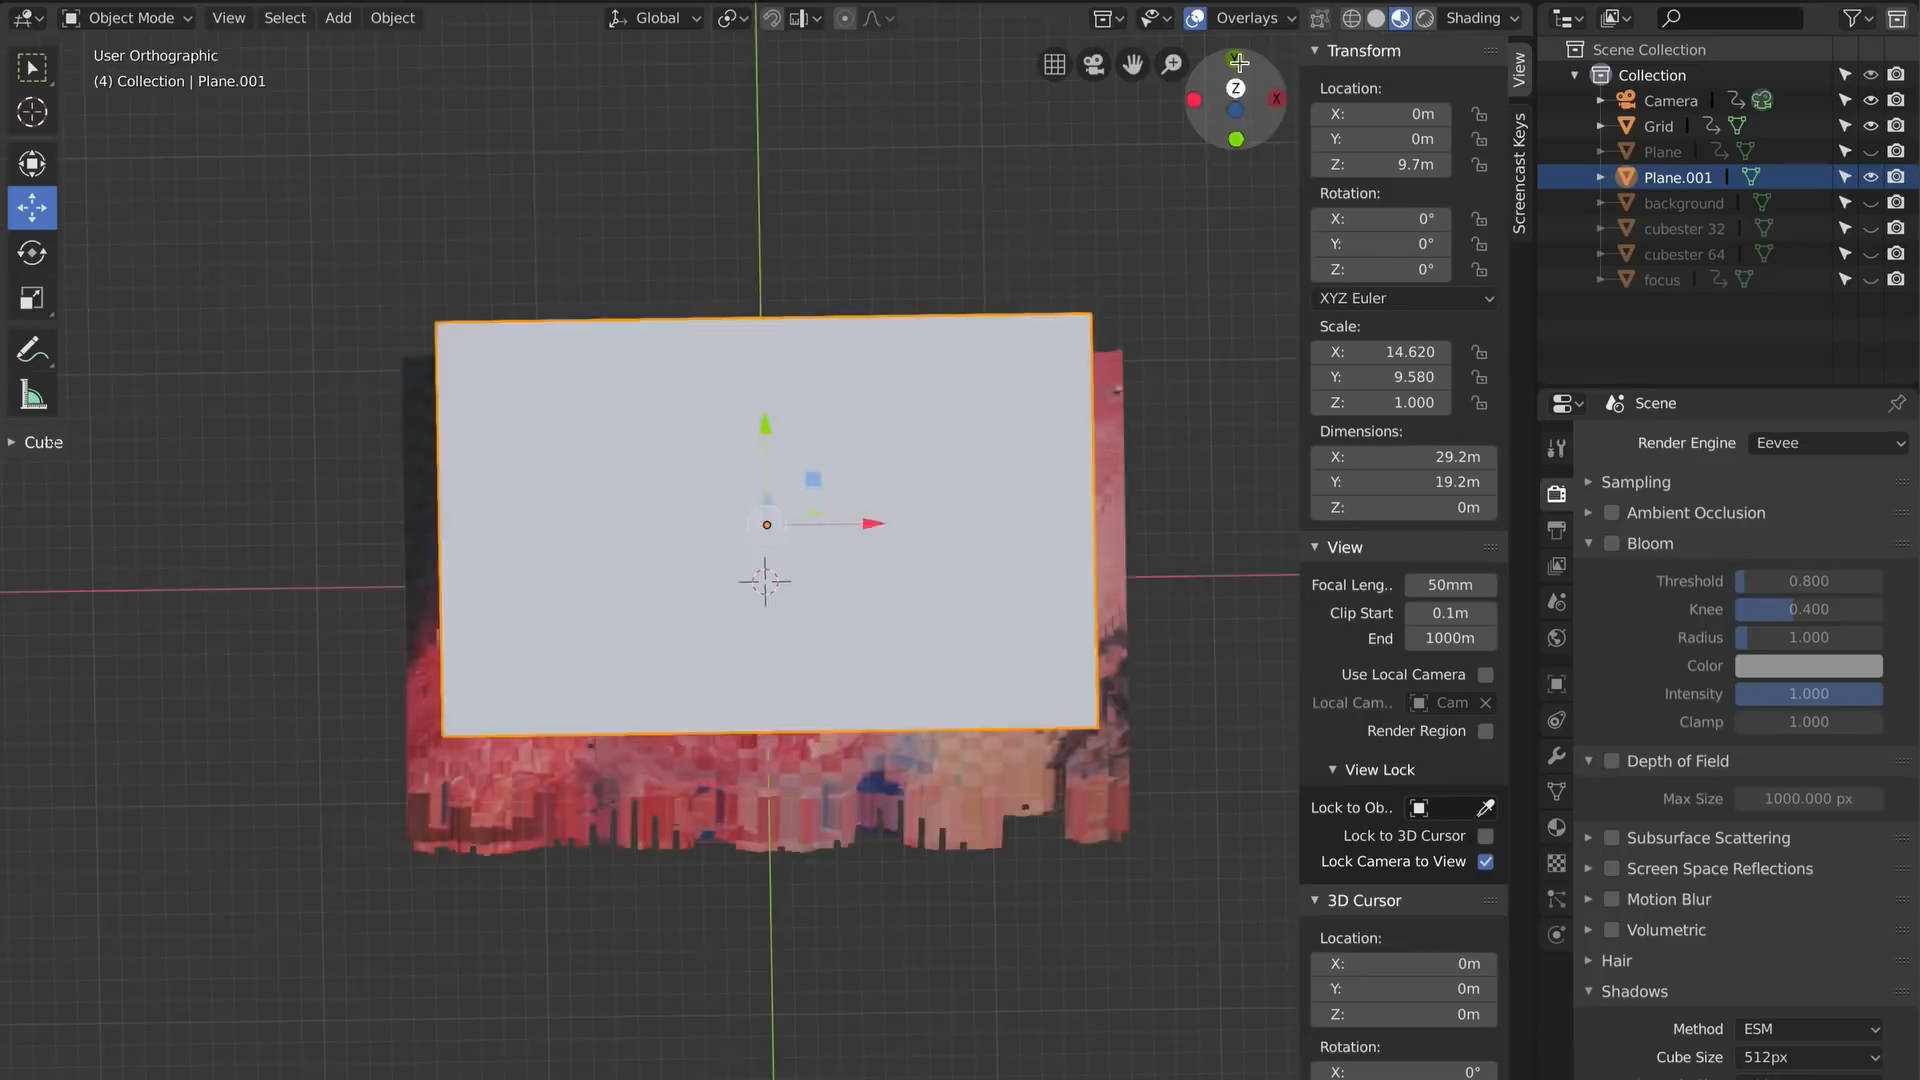 Object Mode
View
Select
Add
Object
Global
Overlays
Shading
User Orthographic
(4) Collection | Plane.001
Cube
X
Z
Transform
Location:
X: 0m
Y: 0m
Z: 9.7m
Rotation:
X: 0°
Y: 0°
Z: 0°
XYZ Euler
Scale:
X: 14.620
Y: 9.580
Z: 1.000
Dimensions:
X: 29.2m
Y: 19.2m
Z: 0m
View
Focal Leng.. 50mm
Clip Start 0.1m
End 1000m
Use Local Camera
Local Cam.. Cam
Render Region
View Lock
Lock to Ob..
Lock to 3D Cursor
Lock Camera to View
3D Cursor
Location:
X: 0m
Y: 0m
Z: 0m
Rotation:
X: 0°
View
Screencast Keys
Scene Collection
Collection
Camera
Grid
Plane
Plane.001
background
cubester 32
cubester 64
focus
Scene
Render Engine Eevee
Sampling
Ambient Occlusion
Bloom
Threshold 0.800
Knee 0.400
Radius 1.000
Color
Intensity 1.000
Clamp 1.000
Depth of Field
Max Size 1000.000 px
Subsurface Scattering
Screen Space Reflections
Motion Blur
Volumetric
Hair
Shadows
Method ESM
Cube Size 512px